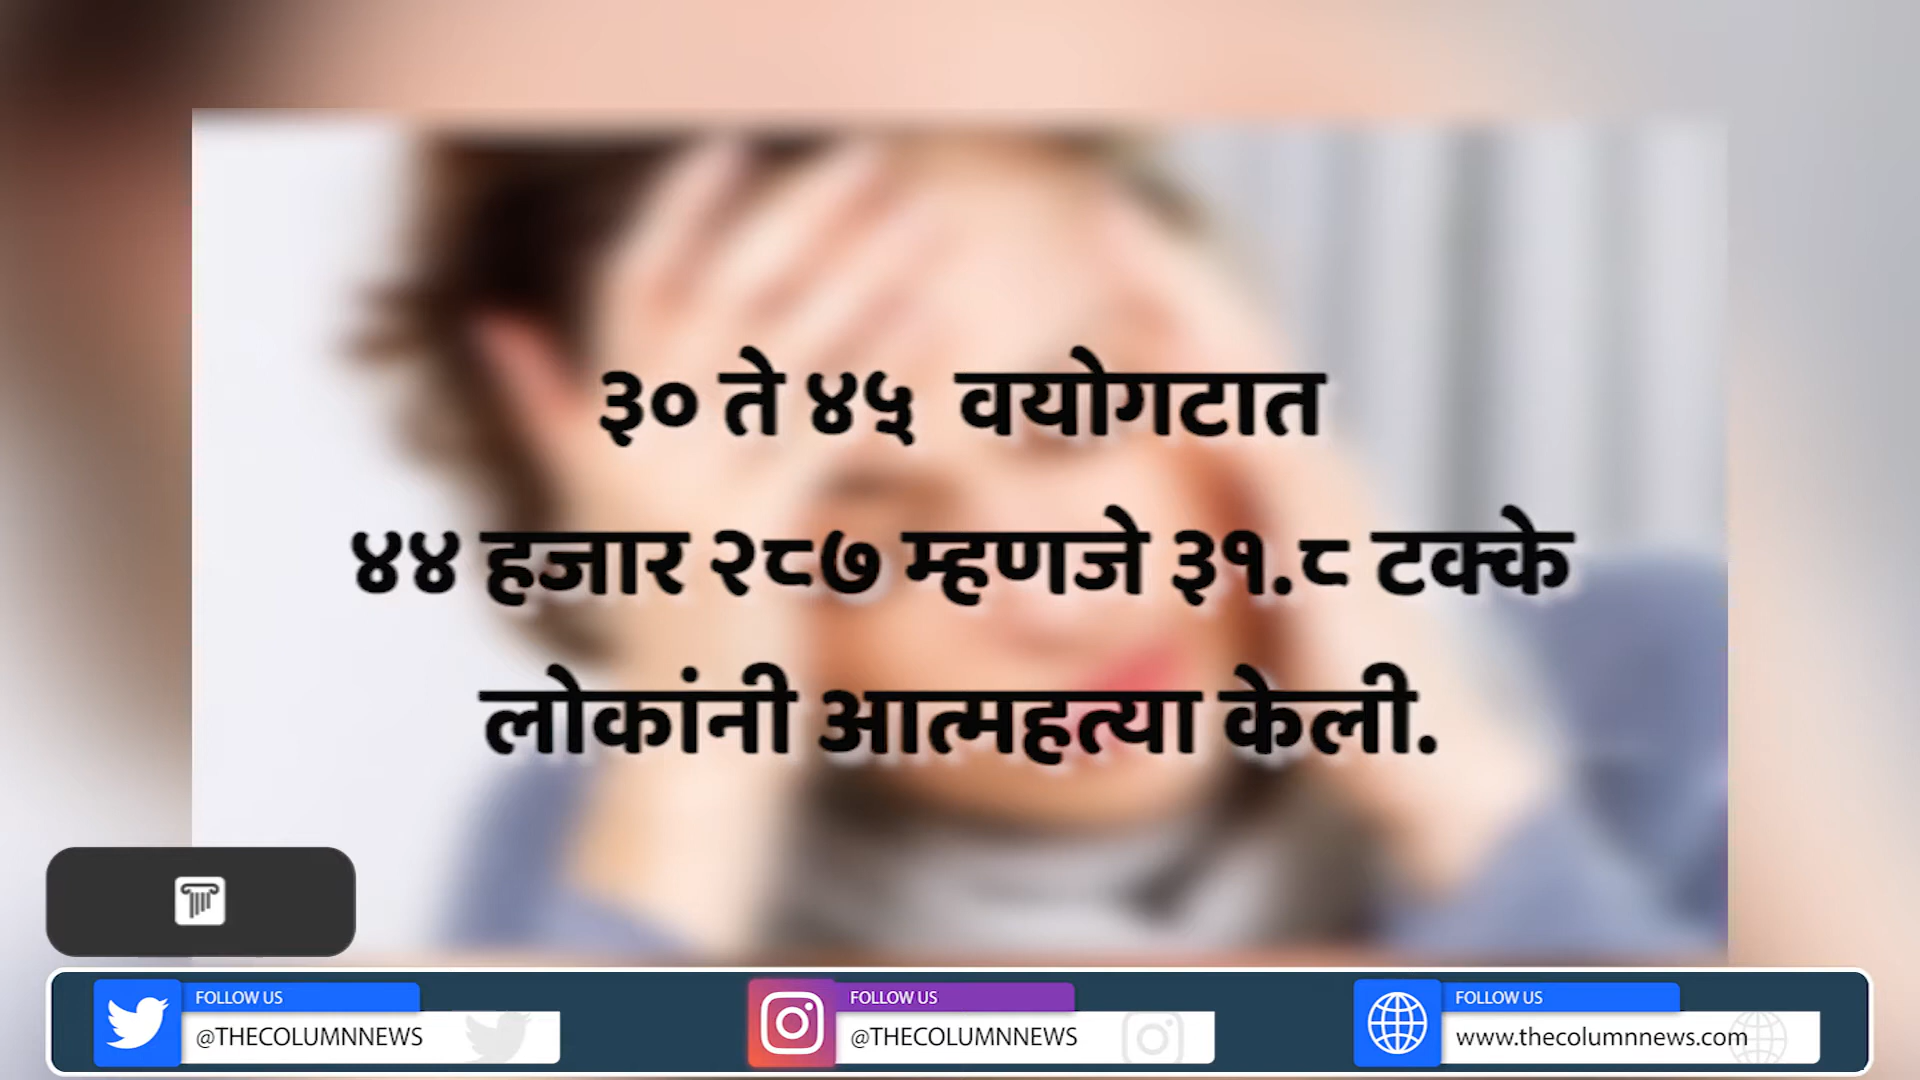 ३० ते ४५ वयोगटात
४४ हजार २८७ म्हणजे ३१.८ टक्के
लोकांनी आत्महत्या केली.
FOLLOW US
@THECOLUMNNEWS
FOLLOW US
@THECOLUMNNEWS
FOLLOW US
www.thecolumnnews.com